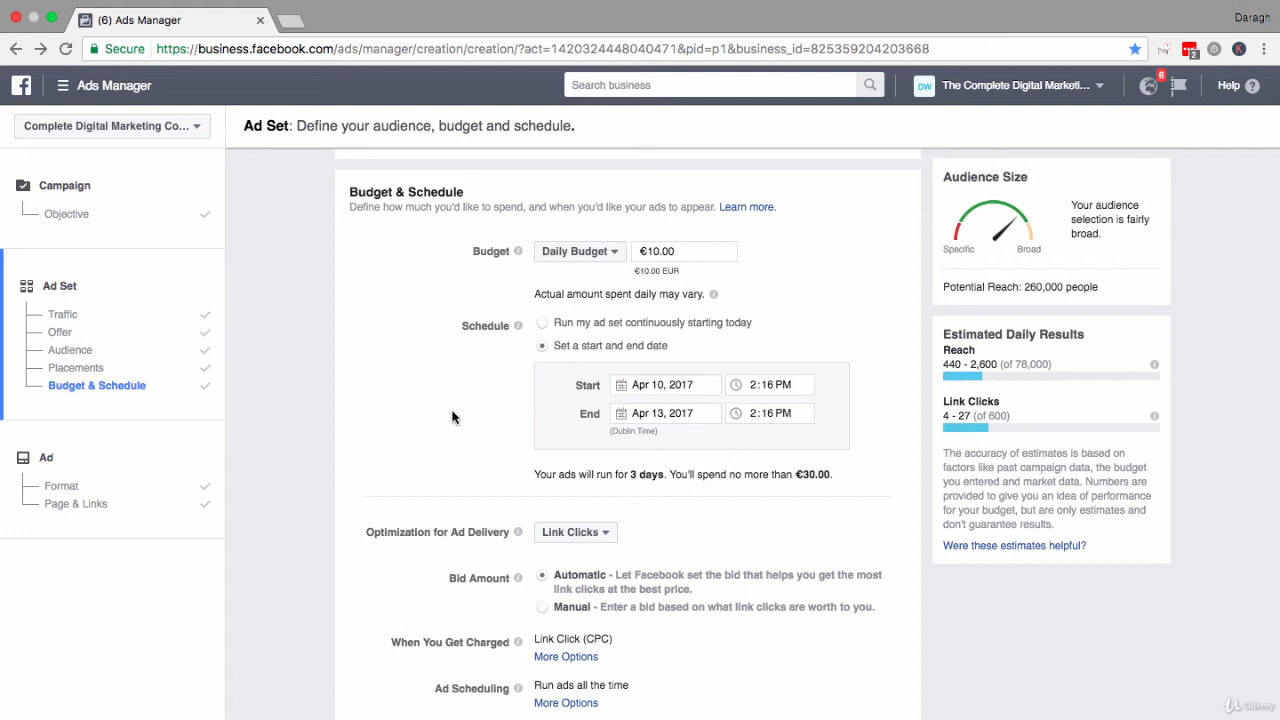 (6) Ads Manager
Daragh
Secure
https://business.facebook.com/ads/manager/creation/creation/?act=1420324448040471&pid=p1&business_id=825359204203668
2
K
Ads Manager
Search business
DW
The Complete Digital Marketi...
6
Help
Complete Digital Marketing Co...
Ad Set: Define your audience, budget and schedule.
Campaign
Objective
Ad Set
Traffic
Offer
Audience
Placements
Budget & Schedule
Ad
Format
Page & Links
Budget & Schedule
Define how much you'd like to spend, and when you'd like your ads to appear. Learn more.
Budget
Daily Budget
€10.00
€10.00 EUR
Actual amount spent daily may vary.
Schedule
Run my ad set continuously starting today
Set a start and end date
Start
Apr 10, 2017
2:16 PM
End
Apr 13, 2017
2:16 PM
(Dublin Time)
Your ads will run for 3 days. You'll spend no more than €30.00.
Optimization for Ad Delivery
Link Clicks
Bid Amount
Automatic - Let Facebook set the bid that helps you get the most
link clicks at the best price.
Manual - Enter a bid based on what link clicks are worth to you.
When You Get Charged
Link Click (CPC)
More Options
Ad Scheduling
Run ads all the time
More Options
Audience Size
Your audience
selection is fairly
broad.
Specific
Broad
Potential Reach: 260,000 people
Estimated Daily Results
Reach
440 - 2,600 (of 78,000)
Link Clicks
4 - 27 (of 600)
The accuracy of estimates is based on
factors like past campaign data, the budget
you entered and market data. Numbers are
provided to give you an idea of performance
for your budget, but are only estimates and
don't guarantee results.
Were these estimates helpful?
Udemy